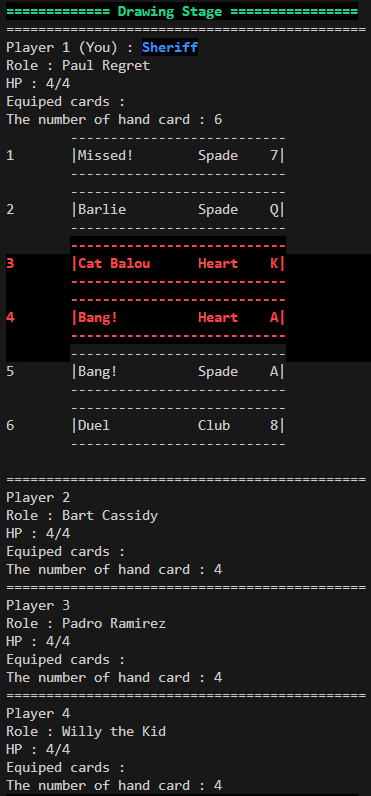 ============= Drawing Stage ================
=============================================
Player 1 (You) : Sheriff
Role : Paul Regret
HP : 4/4
Equiped cards :
The number of hand card : 6
---------------------------
1 |Missed! Spade 7|
---------------------------
---------------------------
2 |Barlie Spade Q|
---------------------------
---------------------------
3 |Cat Balou Heart K|
---------------------------
---------------------------
4 |Bang! Heart A|
---------------------------
---------------------------
5 |Bang! Spade A|
---------------------------
---------------------------
6 |Duel Club 8|
---------------------------
=============================================
Player 2
Role : Bart Cassidy
HP : 4/4
Equiped cards :
The number of hand card : 4
=============================================
Player 3
Role : Padro Ramirez
HP : 4/4
Equiped cards :
The number of hand card : 4
=============================================
Player 4
Role : Willy the Kid
HP : 4/4
Equiped cards :
The number of hand card : 4